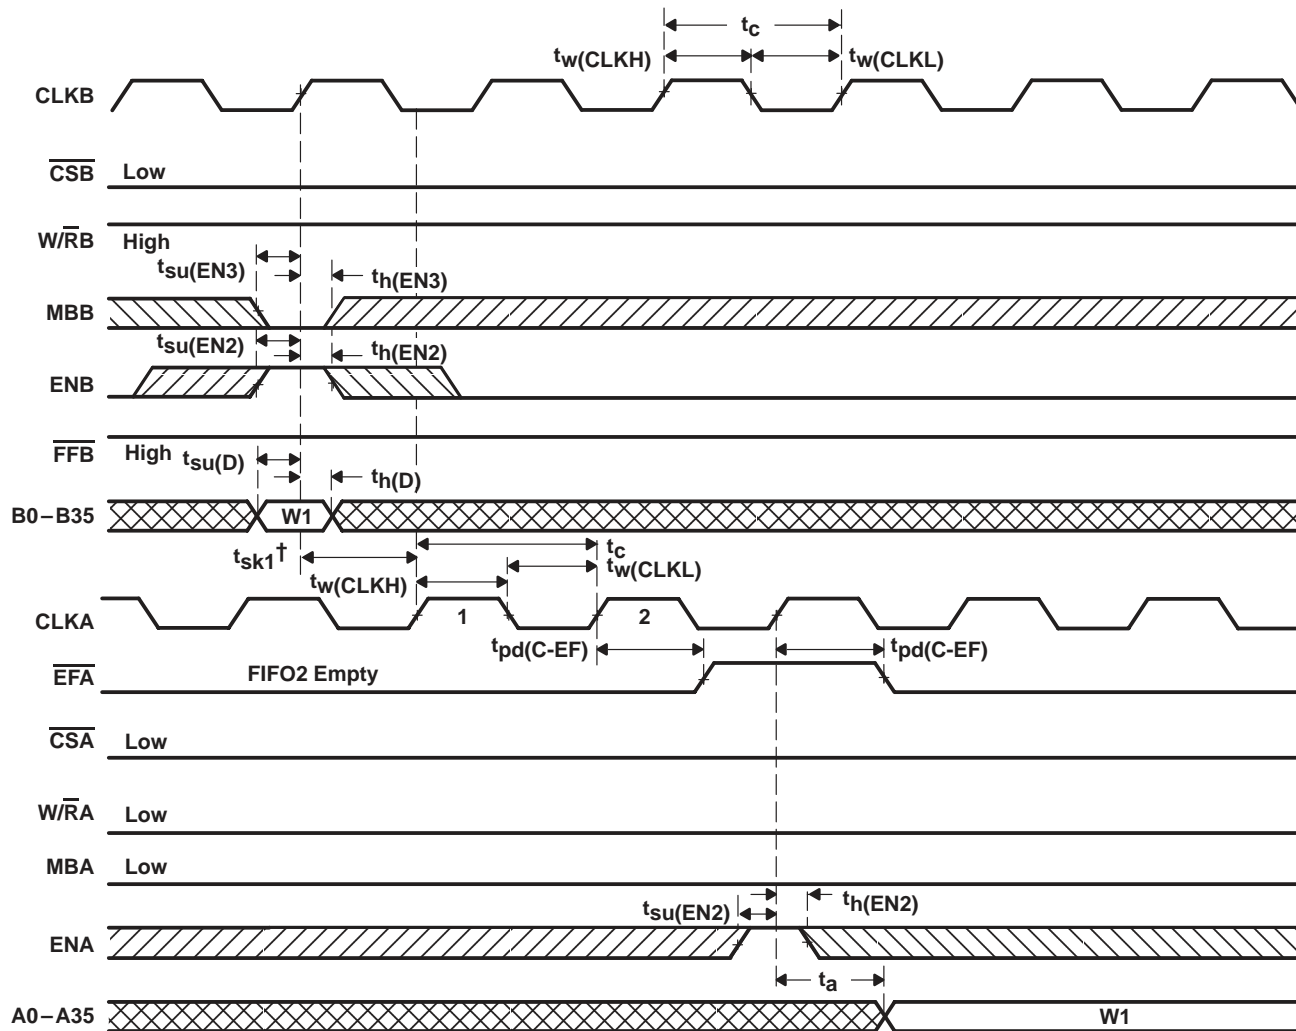 tc
tw(CLKH)
tw(CLKL)
CLKB
CSB
Low
W/RB
High
tsu(EN3)
th(EN3)
MBB
tsu(EN2)
th(EN2)
ENB
FFB
High
tsu(D)
th(D)
B0–B35
W1
tsk1†
tc
tw(CLKH)
tw(CLKL)
CLKA
1
2
tpd(C-EF)
tpd(C-EF)
EFA
FIFO2 Empty
CSA
Low
W/RA
Low
MBA
Low
tsu(EN2)
th(EN2)
ENA
ta
A0–A35
W1